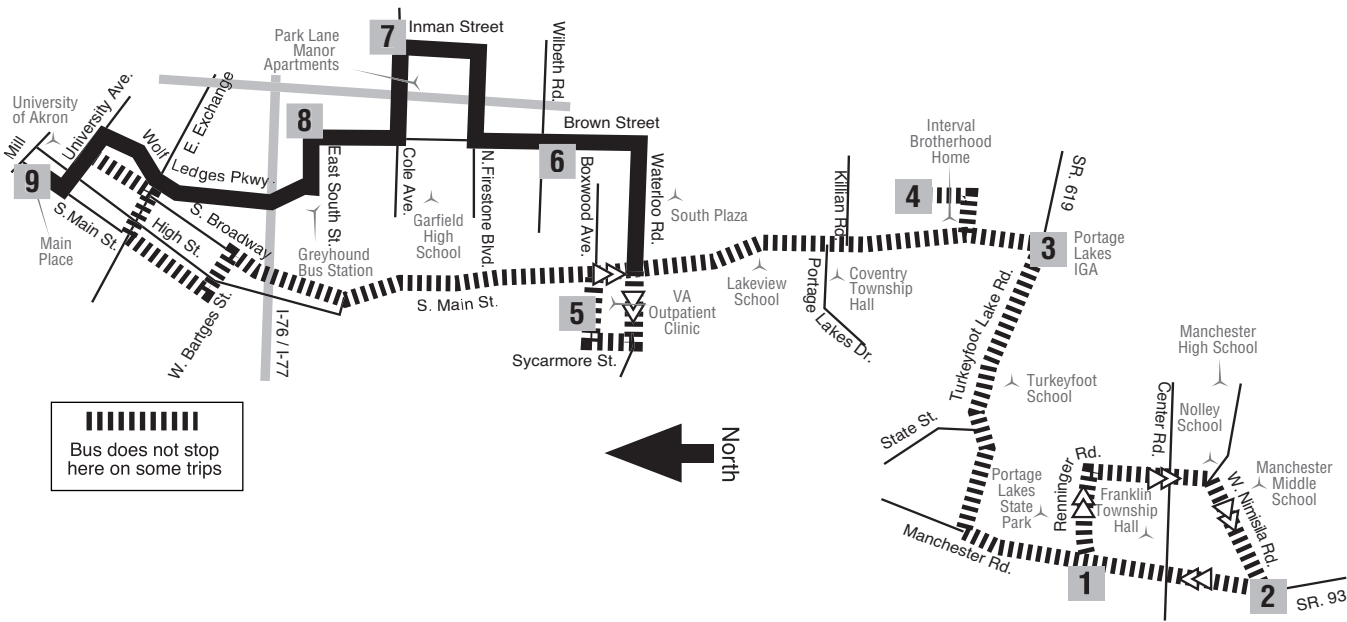 7
Inman Street
Park Lane
Manor
Apartments
Wilbeth Rd.
University
of Akron
Mill
University Ave.
Wolf
Ledges Pkwy.
E. Exchange
8
Brown Street
6
9
Main
Place
S. Main St.
High St.
S. Broadway
W. Bartges St.
I-76 / I-77
East South St.
Greyhound
Bus Station
Cole Ave.
Garfield
High
School
N.Firestone Blvd.
S. Main St.
Boxwood Ave.
Waterloo Rd.
South Plaza
5
VA
Outpatient
Clinic
Sycarmore St.
Lakeview
School
Killian Rd.
Portage
Lakes Dr.
Coventry
Township
Hall
Interval
Brotherhood
Home
4
SR. 619
3
Portage
Lakes
IGA
Turkeyfoot Lake Rd.
Turkeyfoot
School
State St.
Manchester
High School
Center Rd.
Nolley
School
Renninger
Rd.
Portage
Lakes
State
Park
Franklin
Township
Hall
W. Nimisila Rd.
Manchester
Middle
School
Manchester Rd.
1
2
SR. 93
North
Bus does not stop
here on some trips